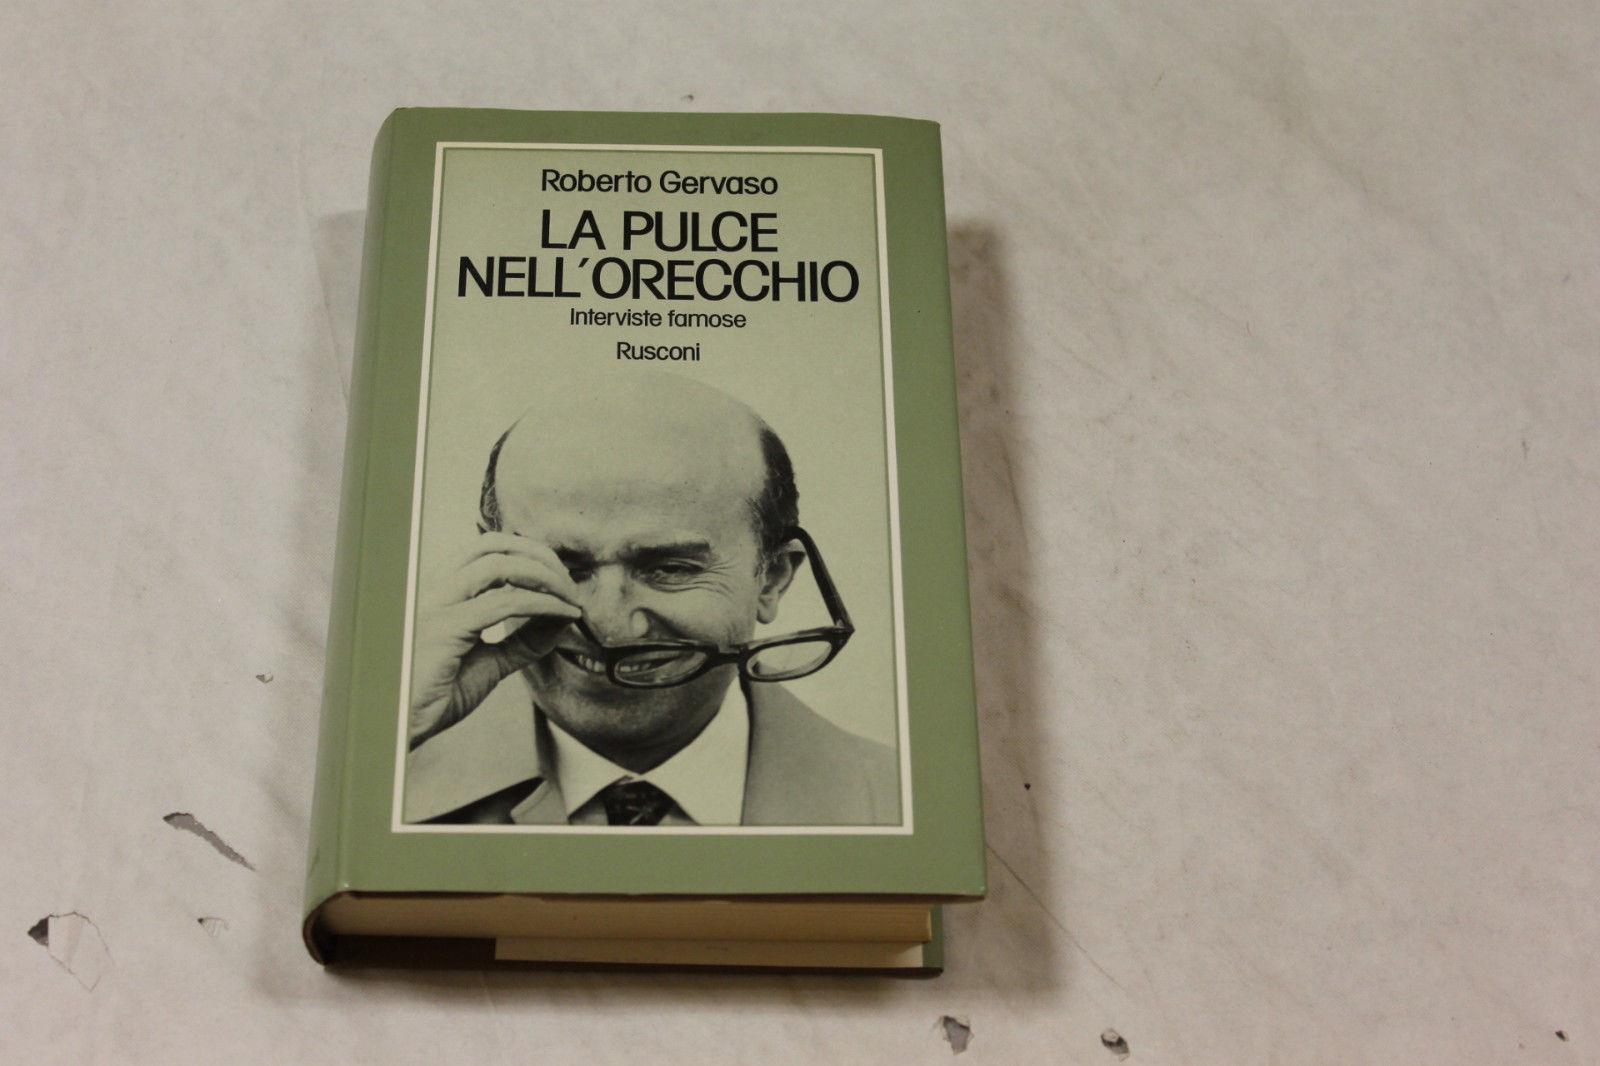 Roberto Gervaso
LA PULCE
NELL'ORECCHIO
Interviste famose
Rusconi